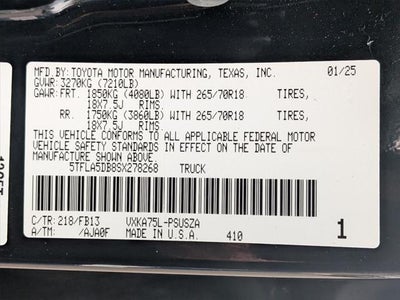 MFD.BY:TOYOTA MOTOR MANUFACTURING, TEXAS, INC. 01/25
GVWR:3270KG (7210LB)
GAWR:FRT. 1850KG (4080LB) WITH 265/70R18 TIRES,
18X7.5J RIMS
RR. 1750KG (3860LB) WITH 265/70R18 TIRES,
18X7.5J RIMS
THIS VEHICLE CONFORMS TO ALL APPLICABLE FEDERAL MOTOR
VEHICLE SAFETY STANDARDS IN EFFECT ON THE DATE OF
MANUFACTURE SHOWN ABOVE.
5TFLA5DB8SX278268 TRUCK
C/TR:218/FB13 VXKA75L-PSUSZA
A/TM: /AJA0F MADE IN U.S.A. 410 1